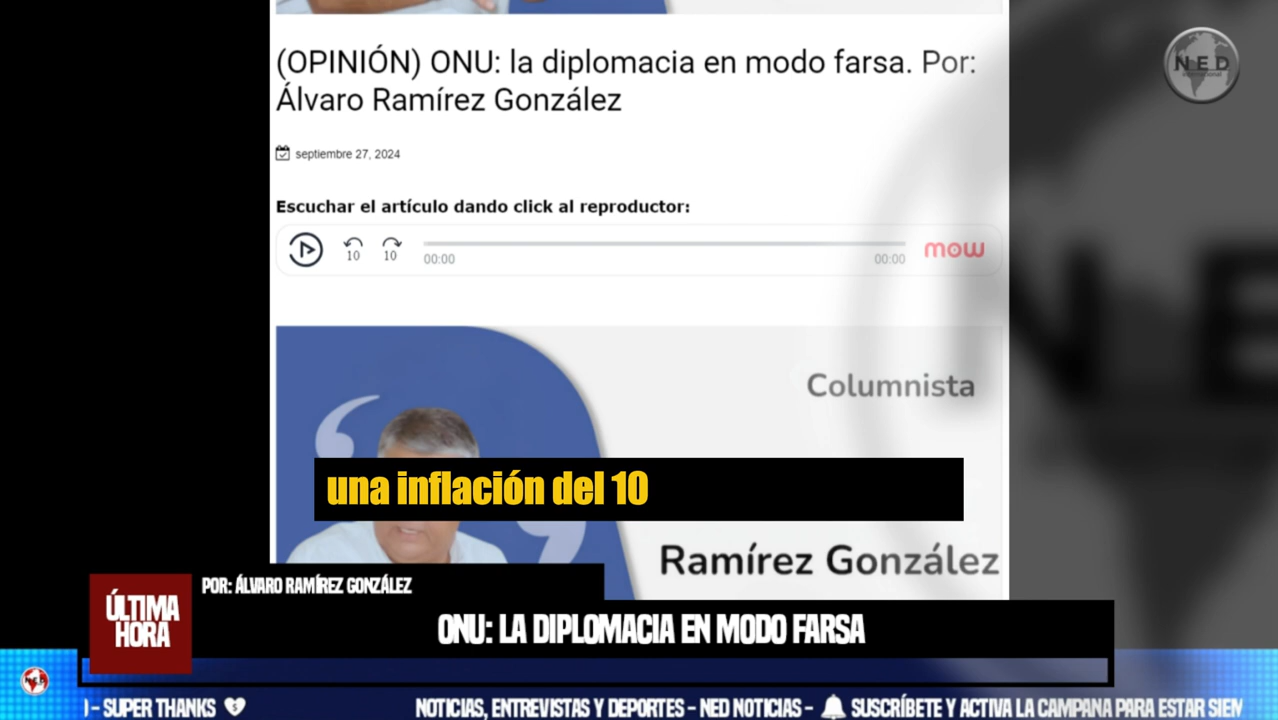 (OPINIÓN) ONU: la diplomacia en modo farsa. Por:
Álvaro Ramírez González
septiembre 27, 2024
Escuchar el artículo dando click al reproductor:
10
10
00:00
00:00
mow
NED
Columnista
una inflación del 10
Ramírez González
ÚLTIMA
HORA
POR: ÁLVARO RAMÍREZ GONZÁLEZ
ONU: LA DIPLOMACIA EN MODO FARSA
) - SUPER THANKS
NOTICIAS, ENTREVISTAS Y DEPORTES - NED NOTICIAS -
SUSCRÍBETE Y ACTIVA LA CAMPANA PARA ESTAR SIEM